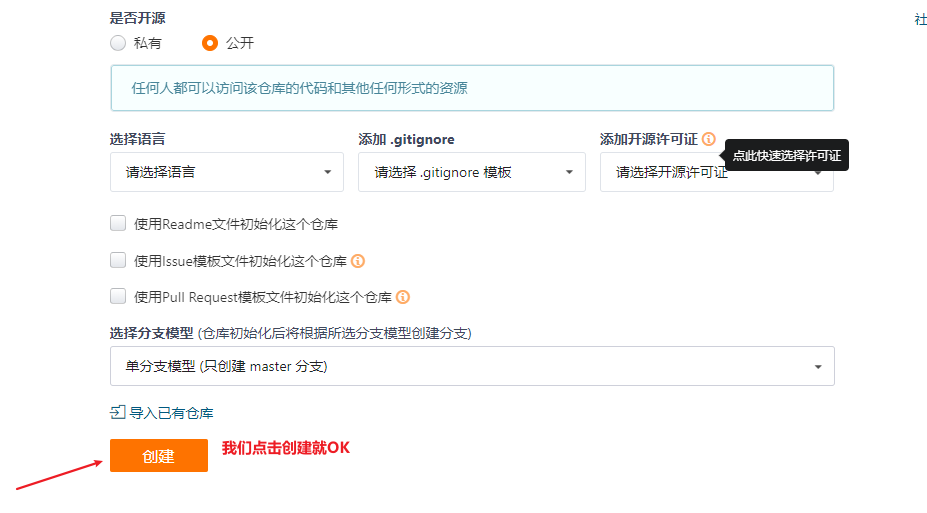 是否开源
社
私有 公开
任何人都可以访问该仓库的代码和其他任何形式的资源
选择语言 添加 .gitignore 添加开源许可证
点此快速选择许可证
请选择语言 请选择 .gitignore 模板 请选择开源许可证
使用Readme文件初始化这个仓库
使用Issue模板文件初始化这个仓库
使用Pull Request模板文件初始化这个仓库
选择分支模型 (仓库初始化后将根据所选分支模型创建分支)
单分支模型 (只创建 master 分支)
导入已有仓库
创建 我们点击创建就OK